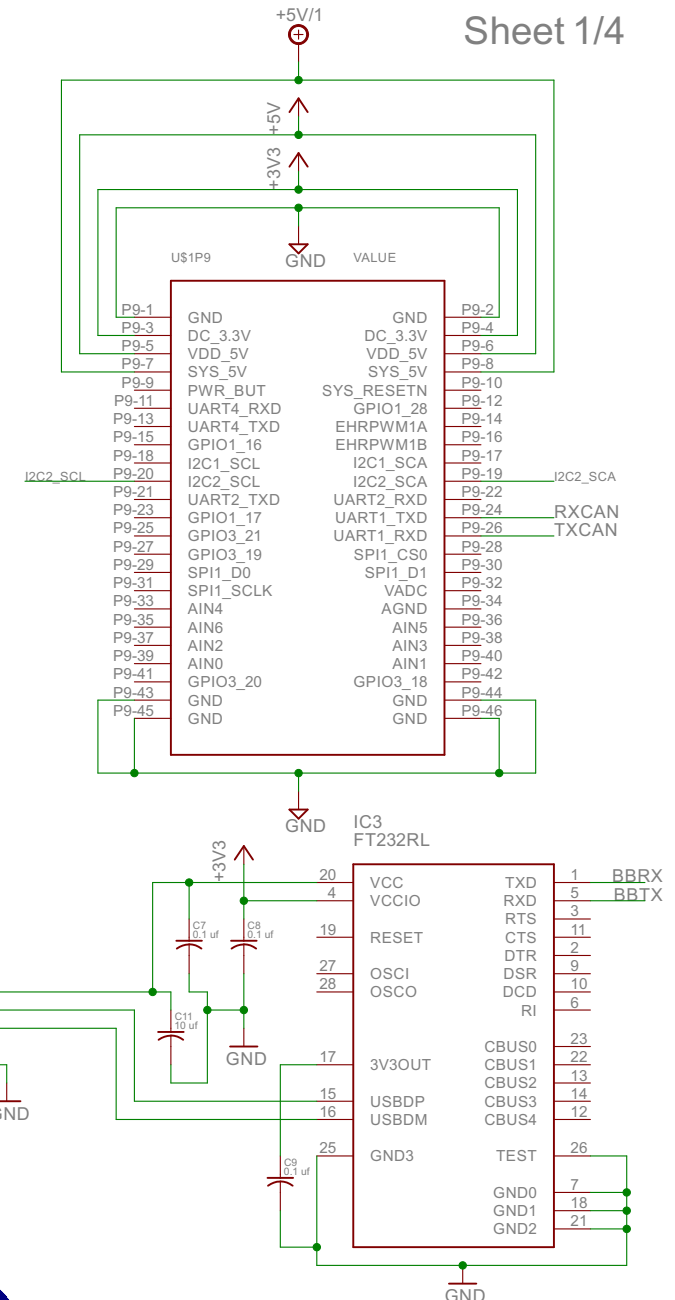 +5V/1
Sheet 1/4
+5V
+3V3
GND
U$1P9 VALUE
P9-1 GND GND P9-2
P9-3 DC_3.3V DC_3.3V P9-4
P9-5 VDD_5V VDD_5V P9-6
P9-7 SYS_5V SYS_5V P9-8
P9-9 PWR_BUT SYS_RESETN P9-10
P9-11 UART4_RXD GPIO1_28 P9-12
P9-13 UART4_TXD EHRPWM1A P9-14
P9-15 GPIO1_16 EHRPWM1B P9-16
P9-18 I2C1_SCL I2C1_SCA P9-17
I2C2_SCL P9-20 I2C2_SCL I2C2_SCA P9-19 I2C2_SCA
P9-21 UART2_TXD UART2_RXD P9-22
P9-23 GPIO1_17 UART1_TXD P9-24 RXCAN
P9-25 GPIO3_21 UART1_RXD P9-26 TXCAN
P9-27 GPIO3_19 SPI1_CS0 P9-28
P9-29 SPI1_D0 SPI1_D1 P9-30
P9-31 SPI1_SCLK VADC P9-32
P9-33 AIN4 AGND P9-34
P9-35 AIN6 AIN5 P9-36
P9-37 AIN2 AIN3 P9-38
P9-39 AIN0 AIN1 P9-40
P9-41 GPIO3_20 GPIO3_18 P9-42
P9-43 GND GND P9-44
P9-45 GND GND P9-46
GND
IC3
FT232RL
+3V3
20 VCC TXD 1 BBRX
4 VCCIO RXD 5 BBTX
RTS 3
19 RESET CTS 11
DTR 2
27 OSCI DSR 9
28 OSCO DCD 10
RI 6
C7
0.1 uf
C8
0.1 uf
C11
10 uf
GND
CBUS0 23
17 3V3OUT CBUS1 22
CBUS2 13
15 USBDP CBUS3 14
16 USBDM CBUS4 12
GND
25 GND3 TEST 26
C9
0.1 uf
GND0 7
GND1 18
GND2 21
GND